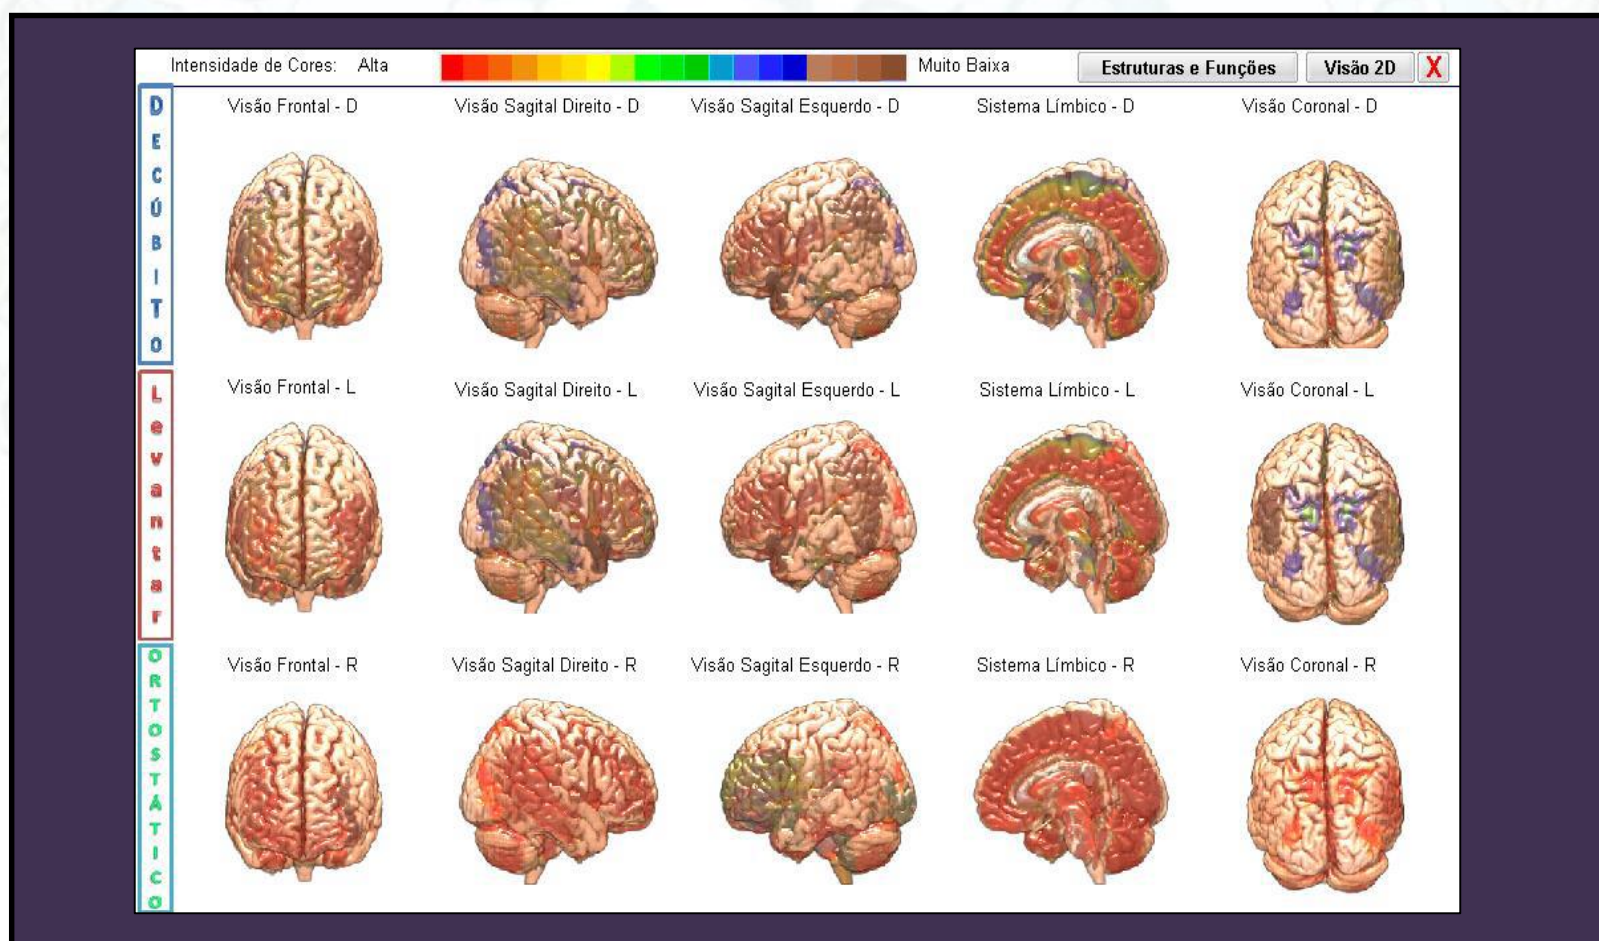 Intensidade de Cores: Alta Muito Baixa Estruturas e Funções Visão 2D X
DECÚBITO
Visão Frontal - D Visão Sagital Direito - D Visão Sagital Esquerdo - D Sistema Límbico - D Visão Coronal - D
Levantar
Visão Frontal - L Visão Sagital Direito - L Visão Sagital Esquerdo - L Sistema Límbico - L Visão Coronal - L
ORTOSTÁTICO
Visão Frontal - R Visão Sagital Direito - R Visão Sagital Esquerdo - R Sistema Límbico - R Visão Coronal - R